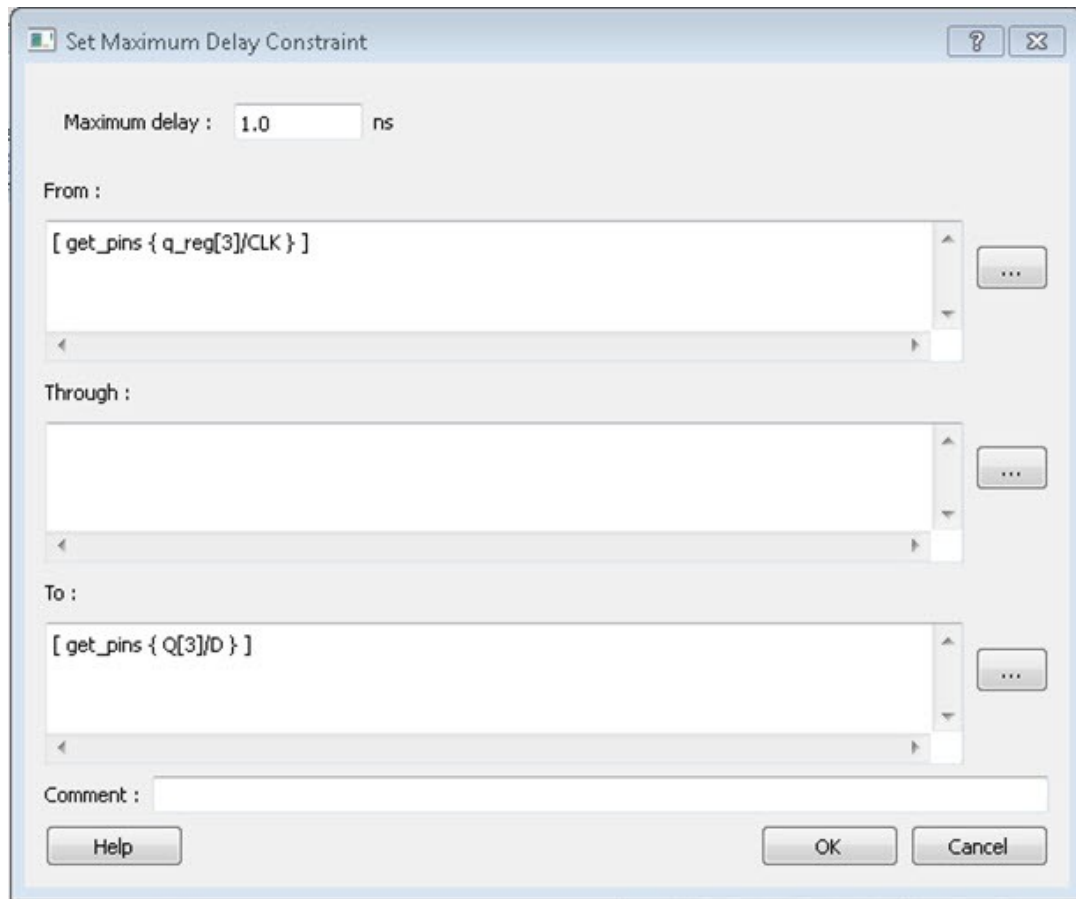 Set Maximum Delay Constraint
Maximum delay : 1.0 ns
From :
[ get_pins { q_reg[3]/CLK } ]
...
Through :
...
To :
[ get_pins { Q[3]/D } ]
...
Comment :
Help OK Cancel